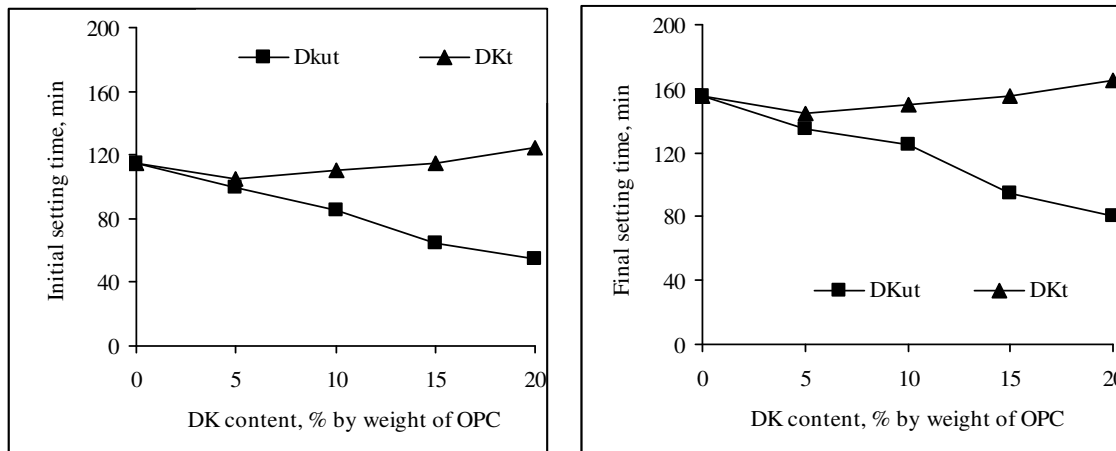 200
160
120
80
40
0
Initial setting time, min
Dkut DKt
0 5 10 15 20
DK content, % by weight of OPC
200
160
120
80
40
0
Final setting time, min
DKut DKt
0 5 10 15 20
DK content, % by weight of OPC